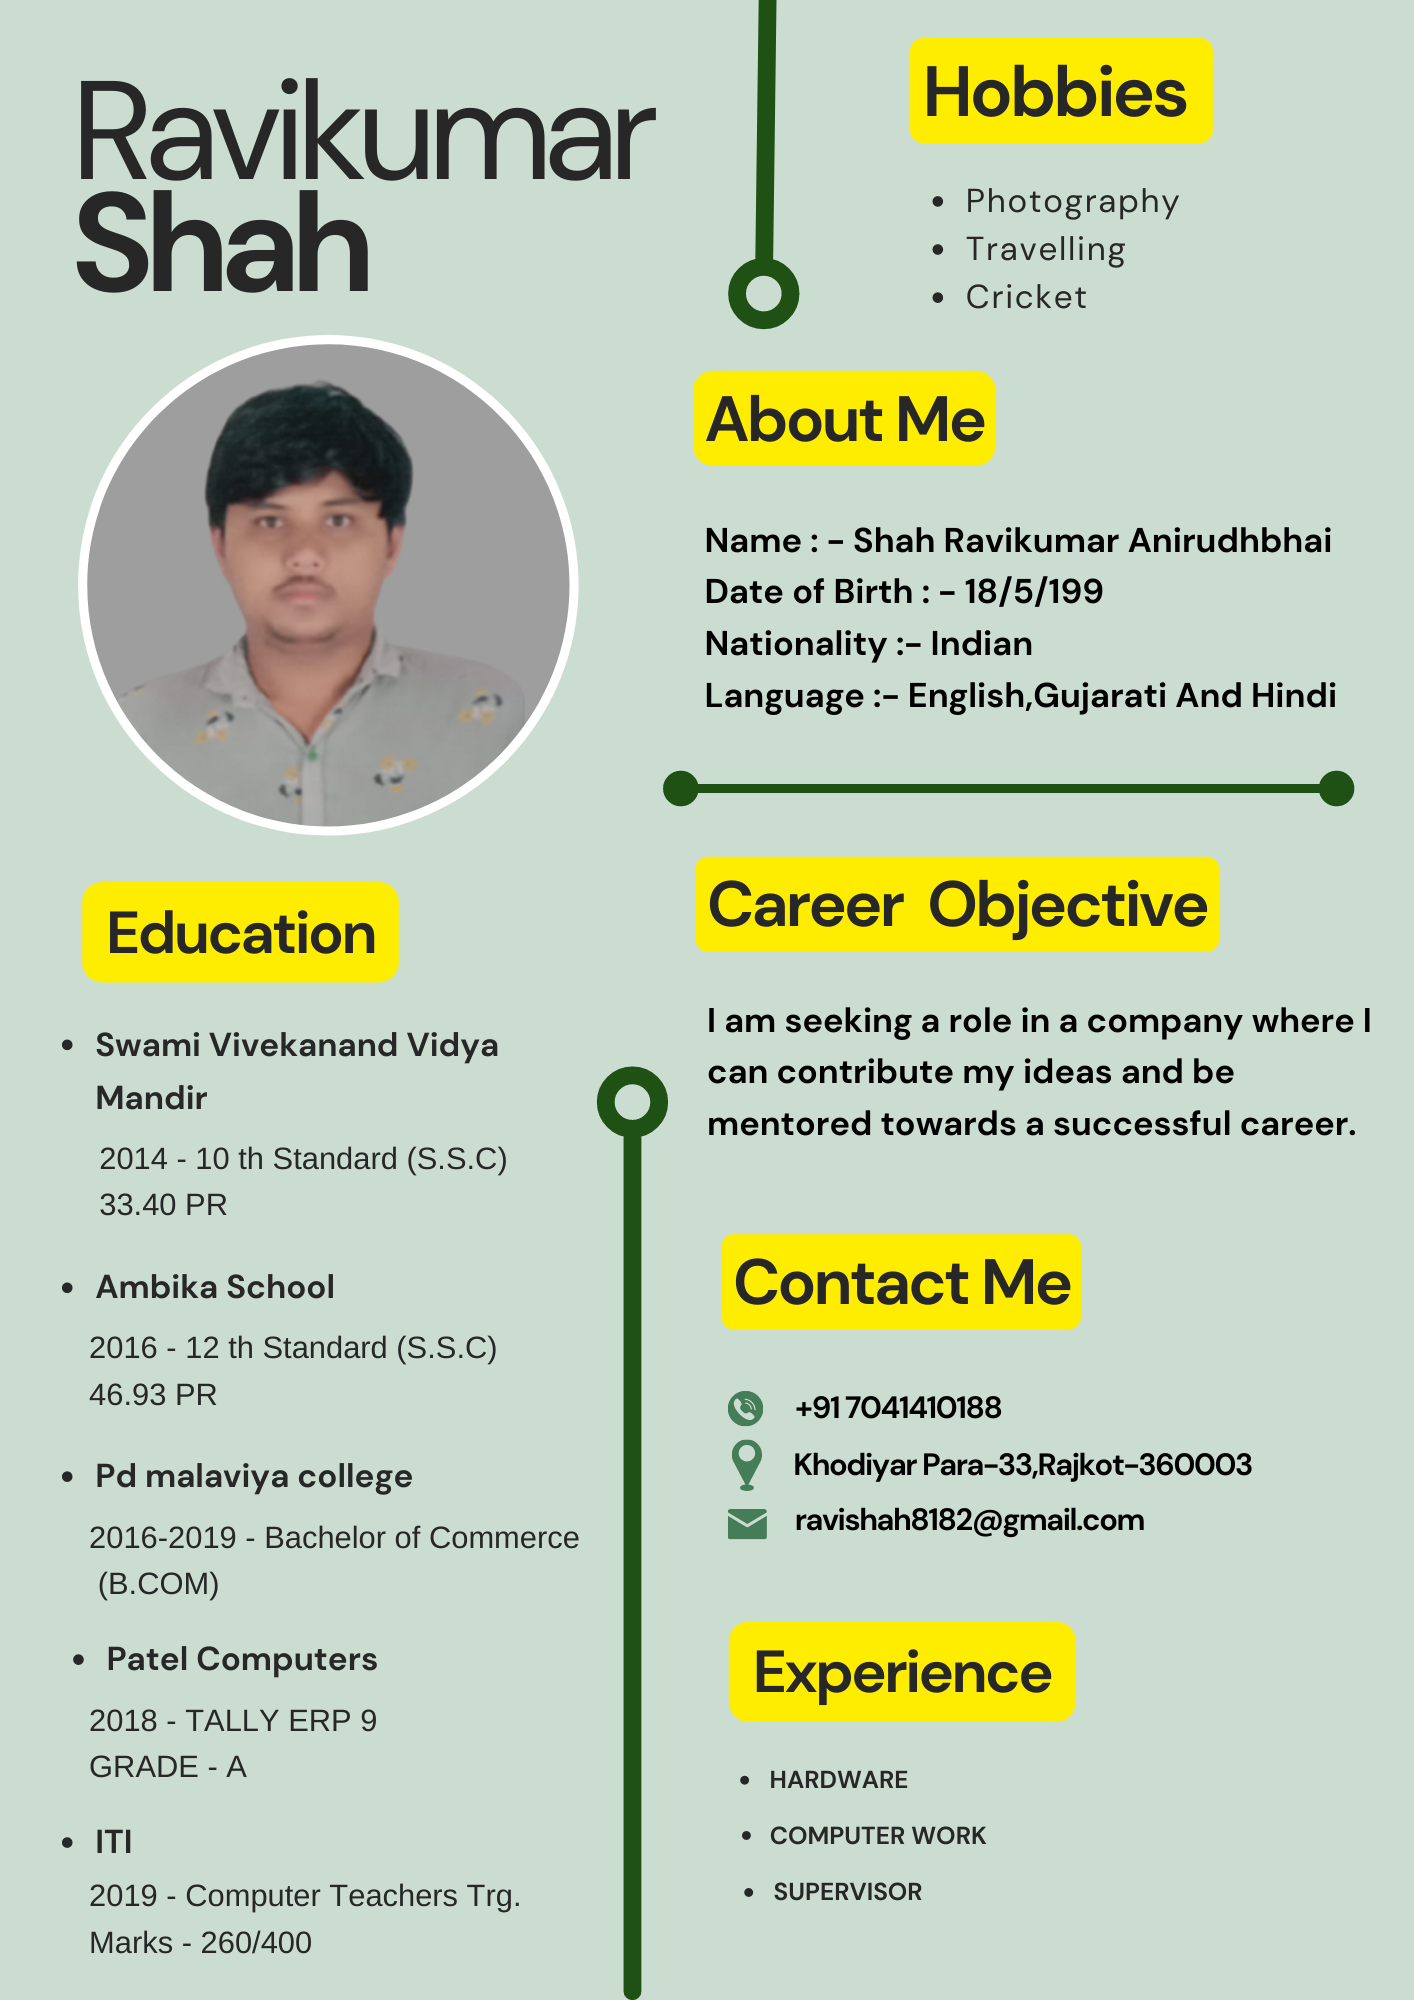 Ravikumar
Shah
Education
• Swami Vivekanand Vidya
Mandir
2014 - 10 th Standard (S.S.C)
33.40 PR
• Ambika School
2016 - 12 th Standard (S.S.C)
46.93 PR
• Pd malaviya college
2016-2019 - Bachelor of Commerce
(B.COM)
• Patel Computers
2018 - TALLY ERP 9
GRADE - A
• ITI
2019 - Computer Teachers Trg.
Marks - 260/400
Hobbies
• Photography
• Travelling
• Cricket
About Me
Name : - Shah Ravikumar Anirudhbhai
Date of Birth : - 18/5/199
Nationality :- Indian
Language :- English,Gujarati And Hindi
Career Objective
I am seeking a role in a company where I
can contribute my ideas and be
mentored towards a successful career.
Contact Me
+91 7041410188
Khodiyar Para-33,Rajkot-360003
ravishah8182@gmail.com
Experience
• HARDWARE
• COMPUTER WORK
• SUPERVISOR